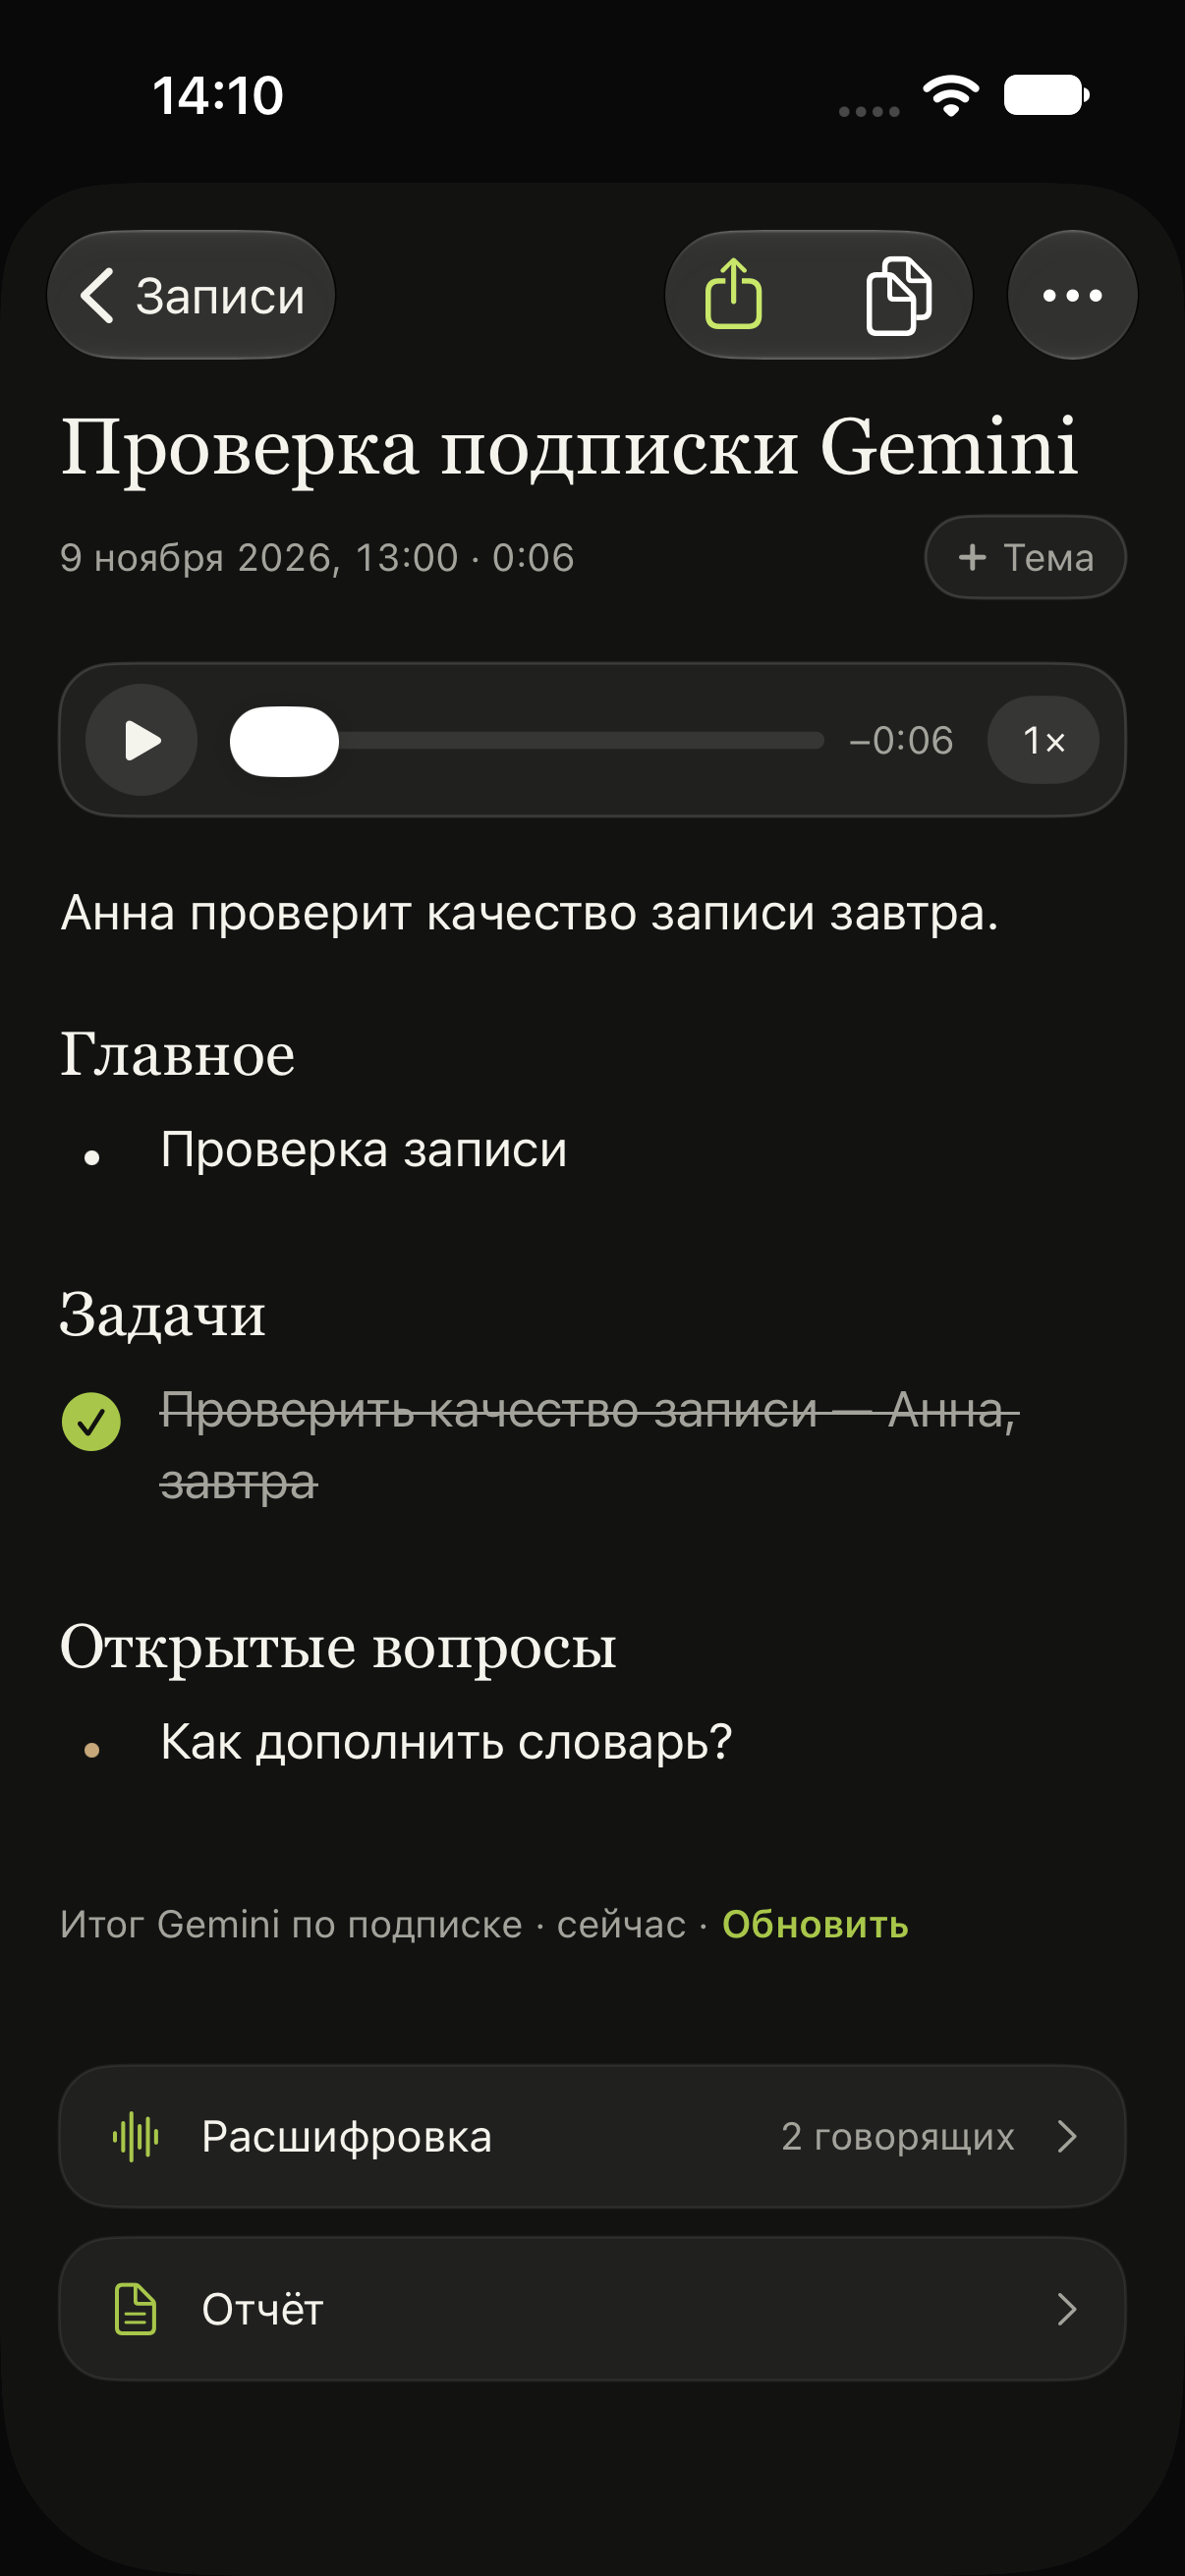 14:10
Записи
Проверка подписки Gemini
9 ноября 2026, 13:00 · 0:06
+ Тема
–0:06
1×
Анна проверит качество записи завтра.
Главное
• Проверка записи
Задачи
Проверить качество записи — Анна,
завтра
Открытые вопросы
• Как дополнить словарь?
Итог Gemini по подписке · сейчас · Обновить
Расшифровка
2 говорящих
Отчёт